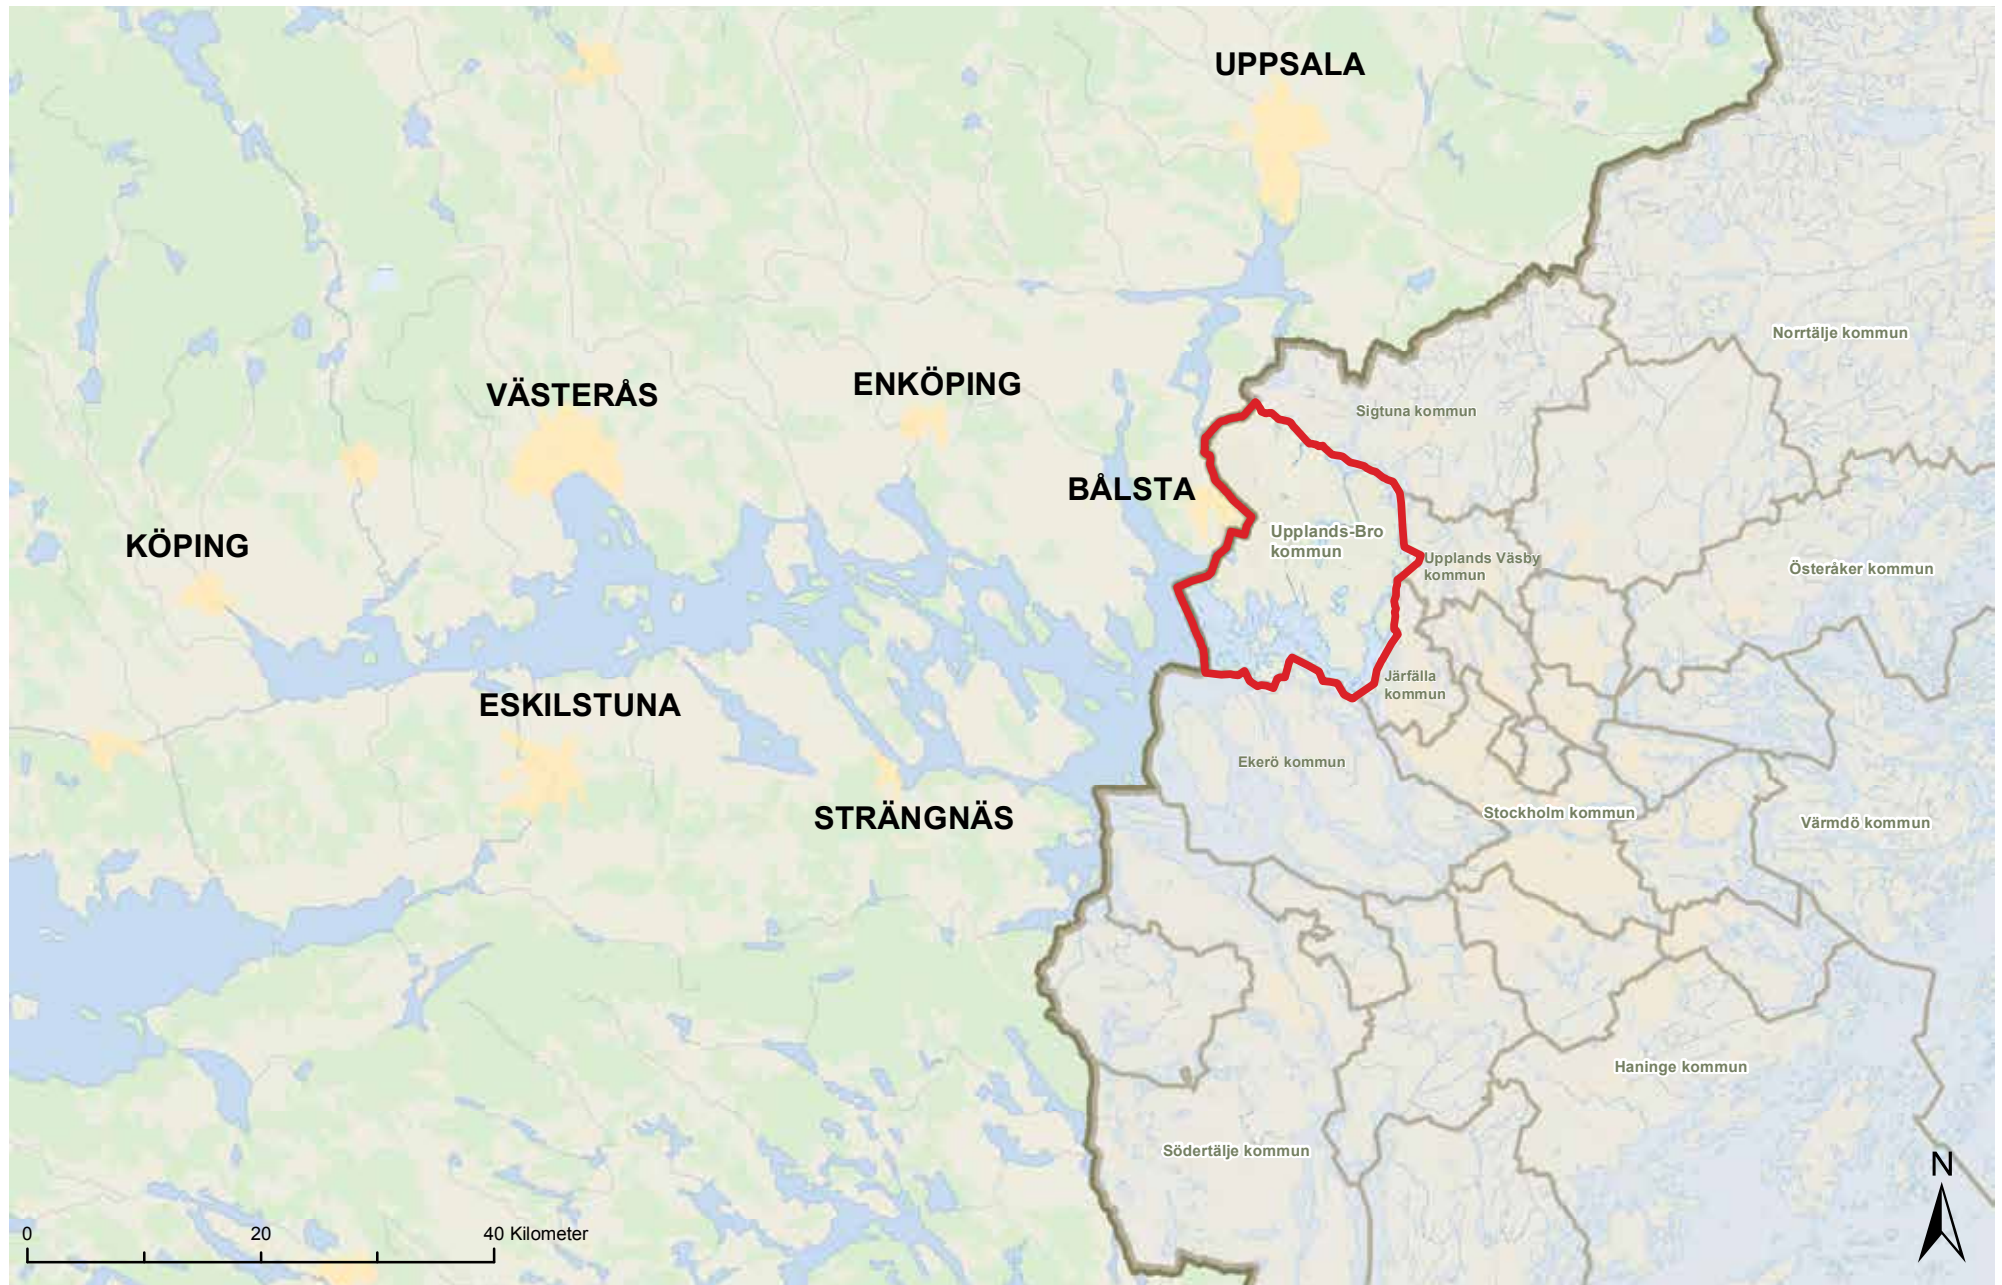 UPPSALA
Norrtälje kommun
VÄSTERÅS
ENKÖPING
Sigtuna kommun
BÅLSTA
Upplands-Bro
kommun
KÖPING
Upplands Väsby
kommun
Österåker kommun
Järfälla
kommun
ESKILSTUNA
Ekerö kommun
STRÄNGNÄS
Stockholm kommun
Värmdö kommun
Haninge kommun
Södertälje kommun
N
0 20 40 Kilometer